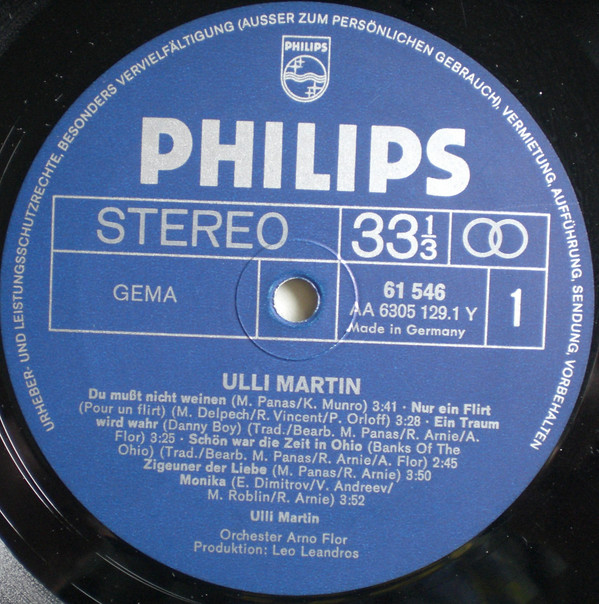 URHEBER- UND LEISTUNGSSCHUTZRECHTE, BESONDERS VERVIELFÄLTIGUNG (AUSSER ZUM PERSÖNLICHEN GEBRAUCH), VERMIETUNG, AUFFÜHRUNG, SENDUNG, VORBEHALTEN
PHILIPS
PHILIPS
STEREO 33 1/3
GEMA
61 546
AA 6305 129.1 Y
Made in Germany
1
ULLI MARTIN
Du mußt nicht weinen (M. Panas/K. Munro) 3:41 · Nur ein Flirt
(Pour un flirt) (M. Delpech/R. Vincent/P. Orloff) 3:28 · Ein Traum
wird wahr (Danny Boy) (Trad./Bearb. M. Panas/R. Arnie/A.
Flor) 3:25 · Schön war die Zeit in Ohio (Banks Of The
Ohio) (Trad./Bearb. M. Panas/R. Arnie/A. Flor) 2:45
Zigeuner der Liebe (M. Panas/R. Arnie) 3:50
Monika (E. Dimitrov/V. Andreev/
M. Roblin/R. Arnie) 3:52
Ulli Martin
Orchester Arno Flor
Produktion: Leo Leandros